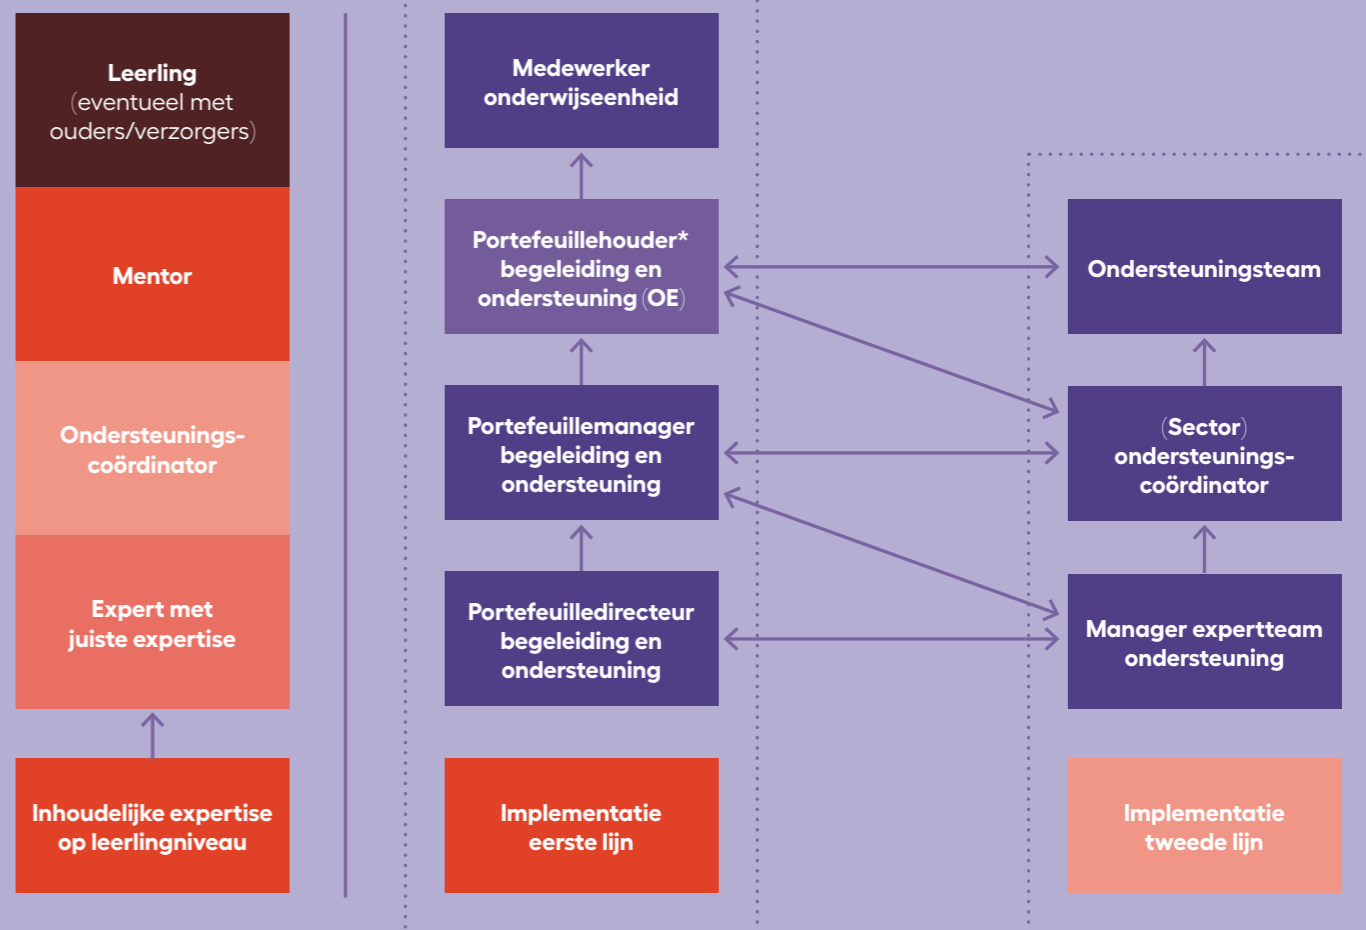 Leerling
(eventueel met
ouders/verzorgers)
Mentor
Ondersteunings-
coördinator
Expert met
juiste expertise
Inhoudelijke expertise
op leerlingniveau
Medewerker
onderwijseenheid
Portefeuillehouder*
begeleiding en
ondersteuning (OE)
Portefeuillemanager
begeleiding en
ondersteuning
Portefeuilledirecteur
begeleiding en
ondersteuning
Implementatie
eerste lijn
Ondersteuningsteam
(Sector)
ondersteunings-
coördinator
Manager expertteam
ondersteuning
Implementatie
tweede lijn